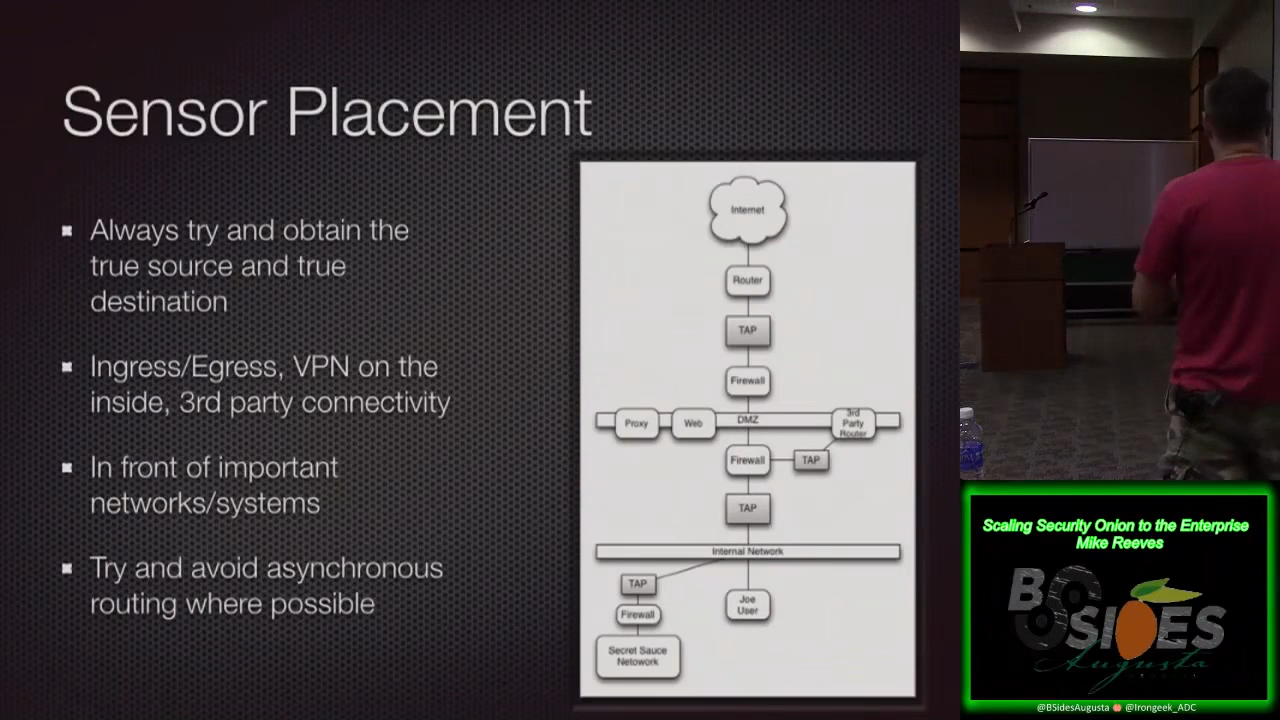 Sensor Placement
Always try and obtain the
true source and true
destination
Ingress/Egress, VPN on the
inside, 3rd party connectivity
In front of important
networks/systems
Try and avoid asynchronous
routing where possible
Internet
Router
TAP
Firewall
Proxy
Web
DMZ
3rd
Party
Router
Firewall
TAP
TAP
Internal Network
TAP
Firewall
Joe
User
Secret Sauce
Netowork
Scaling Security Onion to the Enterprise
Mike Reeves
BSIDES
Augusta
@BSidesAugusta @Irongeek_ADC